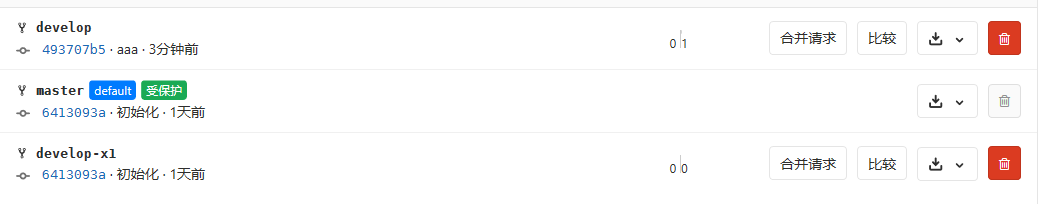 develop
493707b5 · aaa · 3分钟前
0 1
合并请求
比较
master default 受保护
6413093a · 初始化 · 1天前
develop-x1
6413093a · 初始化 · 1天前
0 0
合并请求
比较